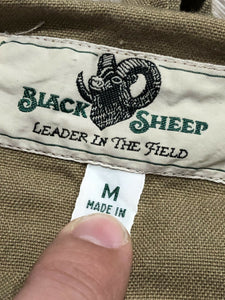 BLACK SHEEP
LEADER IN THE FIELD
M
MADE IN